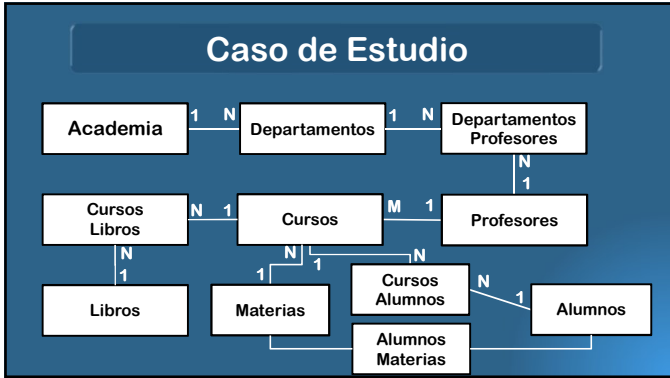 Caso de Estudio
Academia
1
N
Departamentos
1
N
Departamentos
Profesores
N
1
Cursos
Libros
N
1
Cursos
M
1
Profesores
N
1
N
1
N
1
Cursos
Alumnos
N
1
Libros
Materias
Alumnos
Alumnos
Materias